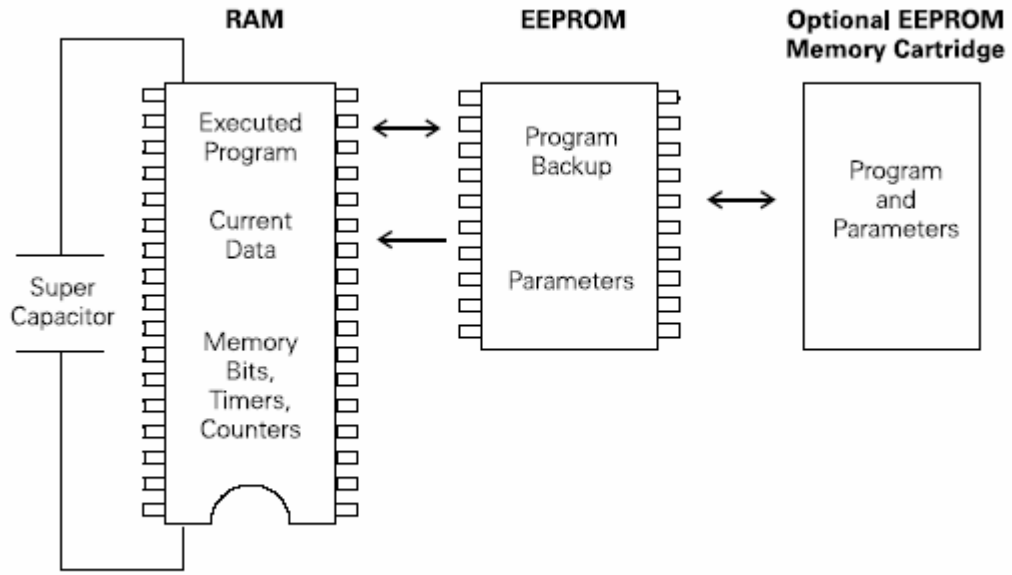 RAM
EEPROM
Optional EEPROM
Memory Cartridge
Executed
Program
Current
Data
Memory
Bits,
Timers,
Counters
Super
Capacitor
Program
Backup
Parameters
Program
and
Parameters